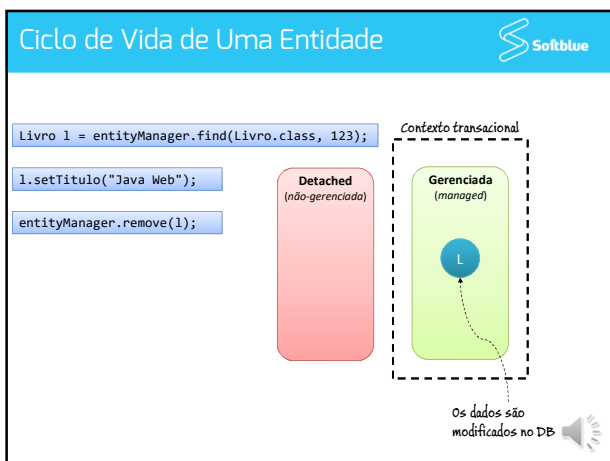 Ciclo de Vida de Uma Entidade
Softblue
Livro l = entityManager.find(Livro.class, 123);
Contexto transacional
l.setTitulo("Java Web");
Detached
(não-gerenciada)
Gerenciada
(managed)
entityManager.remove(l);
L
Os dados são
modificados no DB